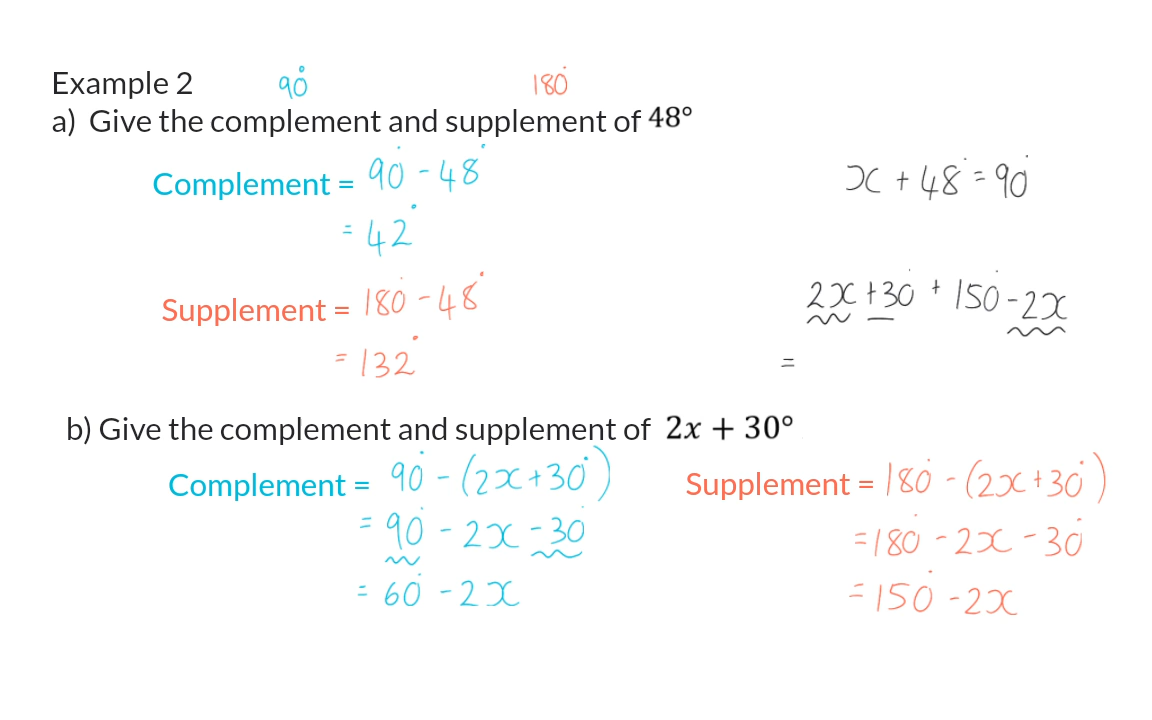 Example 2 90° 180°
a) Give the complement and supplement of 48°
Complement = 90° - 48°
= 42°
x + 48° = 90°
Supplement = 180° - 48°
= 132°
2x + 30° + 150° - 2x
=
b) Give the complement and supplement of 2x + 30°
Complement = 90° - (2x + 30°)
= 90° - 2x - 30°
= 60° - 2x
Supplement = 180° - (2x + 30°)
= 180° - 2x - 30°
= 150° - 2x